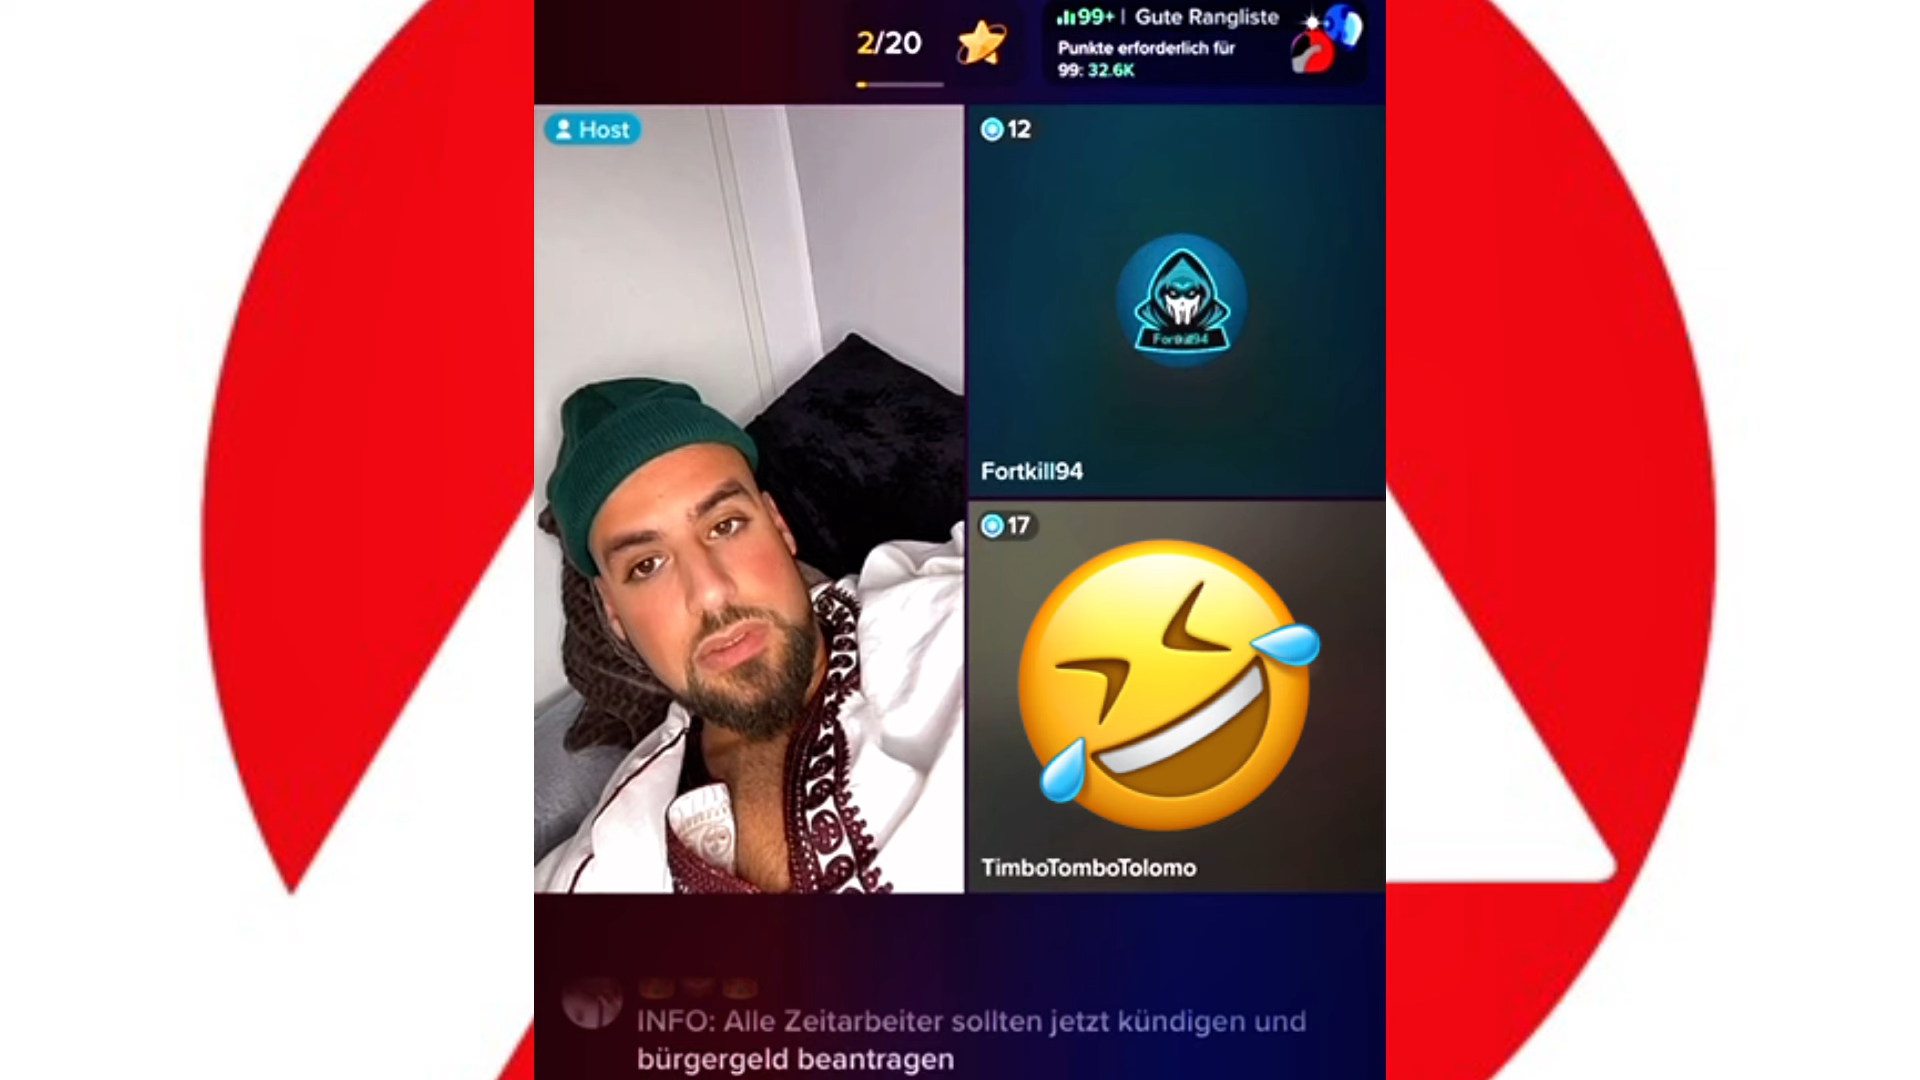 2/20
99+ | Gute Rangliste
Punkte erforderlich für
99: 32.6K
Host
12
Fortkill94
Fortkill94
17
TimboTomboTolomo
INFO: Alle Zeitarbeiter sollten jetzt kündigen und
bürgergeld beantragen